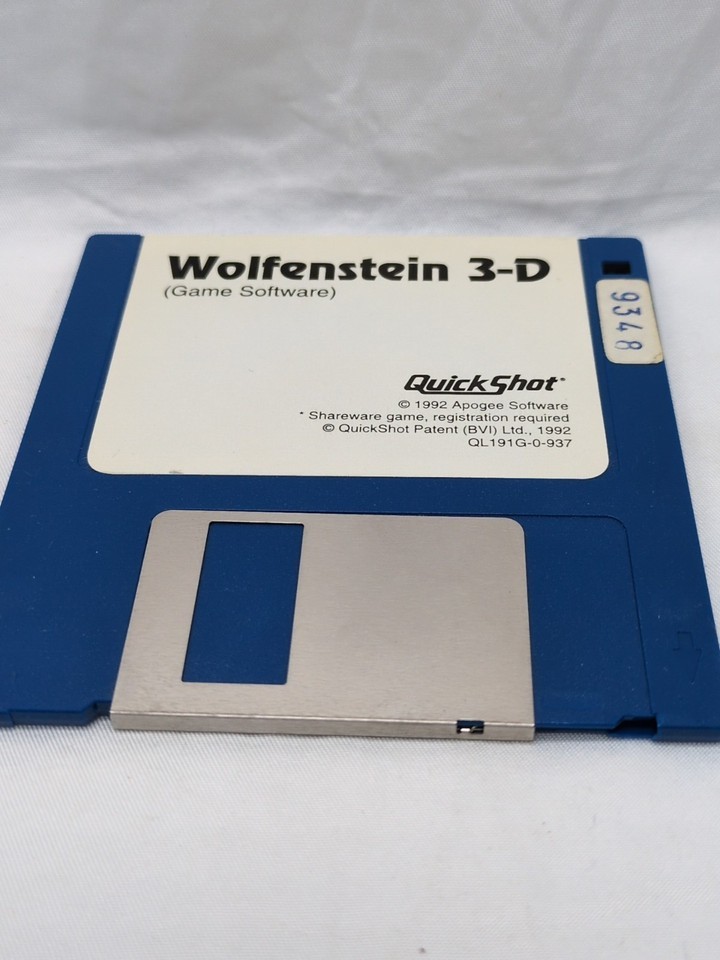 Wolfenstein 3-D
(Game Software)
9348
QuickShot®
© 1992 Apogee Software
* Shareware game, registration required
© QuickShot Patent (BVI) Ltd., 1992
QL191G-0-937